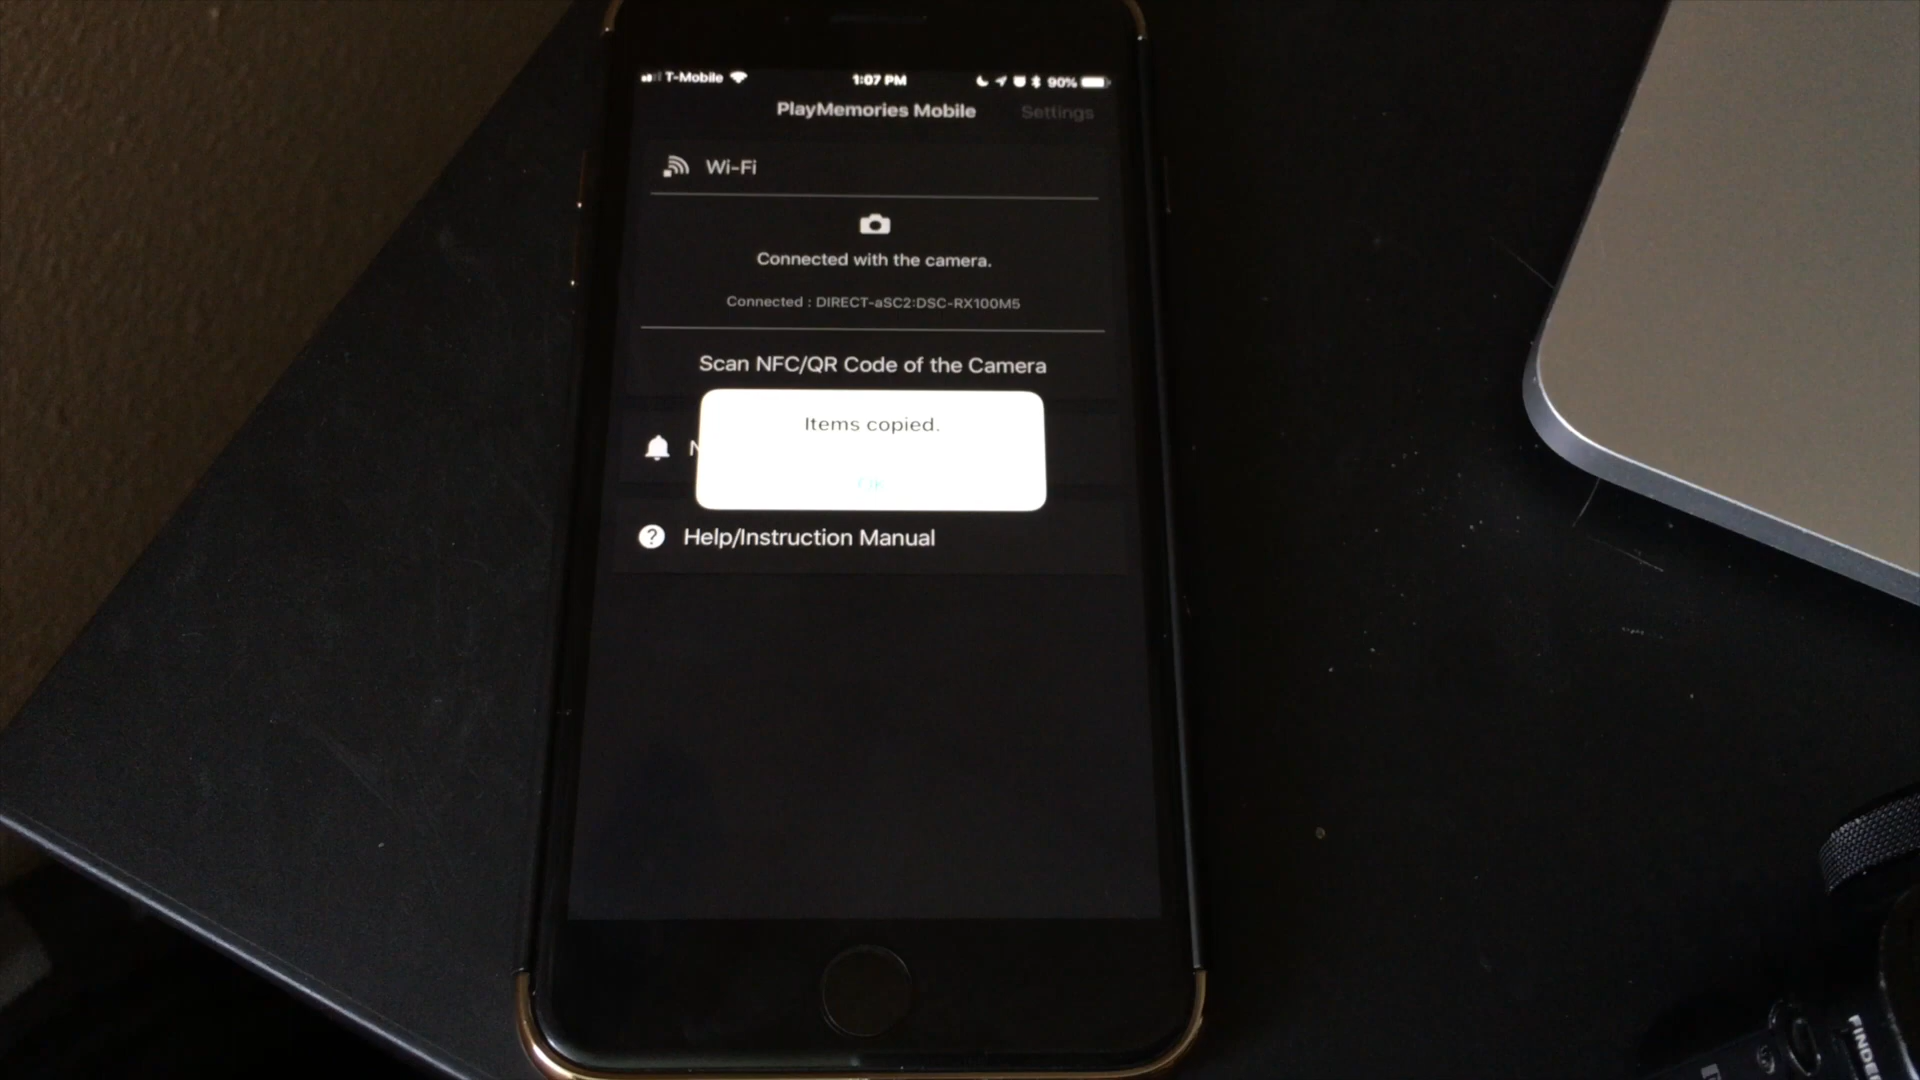 T-Mobile 1:07 PM 90%
PlayMemories Mobile Settings
Wi-Fi
Connected with the camera.
Connected : DIRECT-aSC2:DSC-RX100M5
Scan NFC/QR Code of the Camera
Items copied.
N
OK
? Help/Instruction Manual